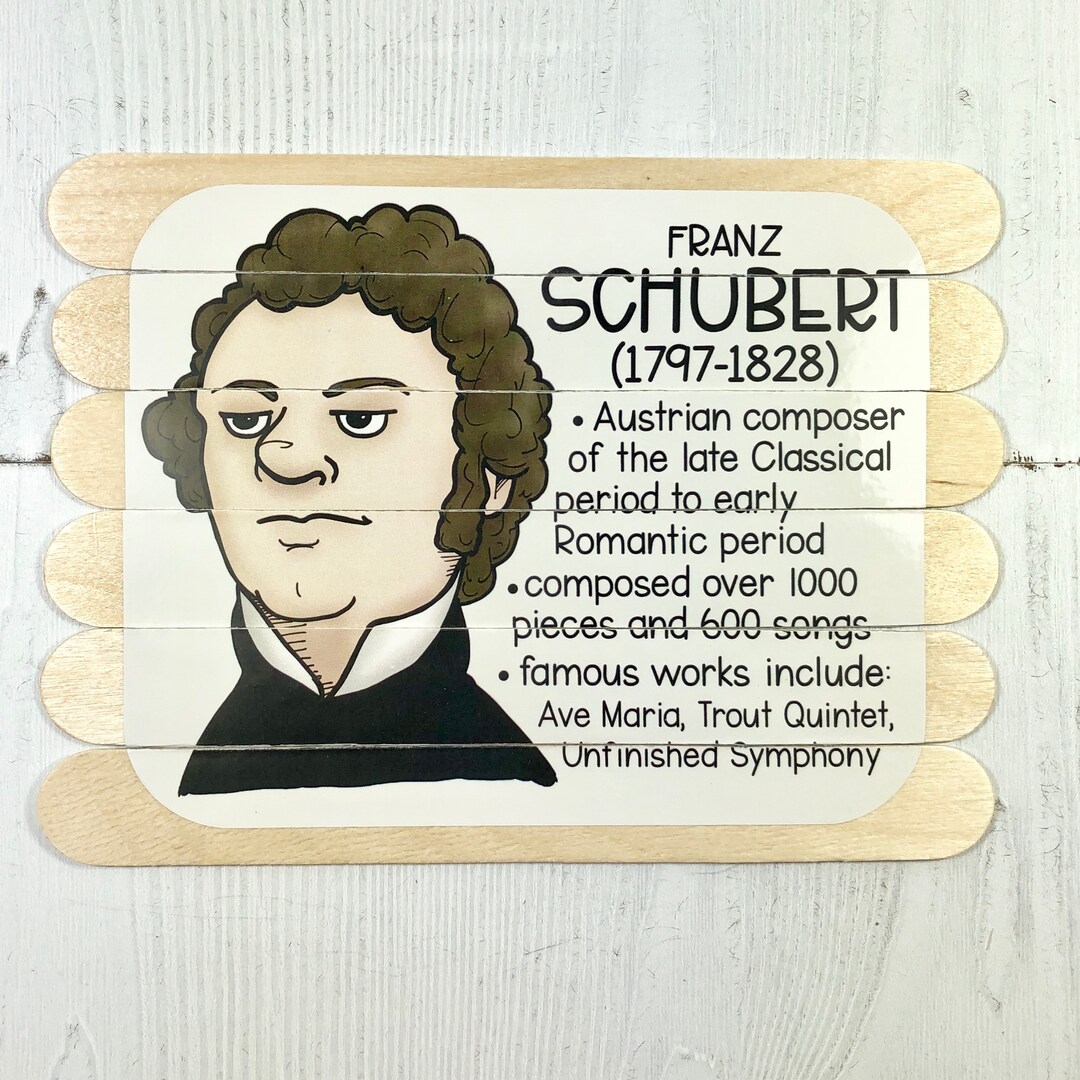 FRANZ
SCHUBERT
(1797-1828)
• Austrian composer
of the late Classical
period to early
Romantic period
• composed over 1000
pieces and 600 songs
• famous works include:
Ave Maria, Trout Quintet,
Unfinished Symphony